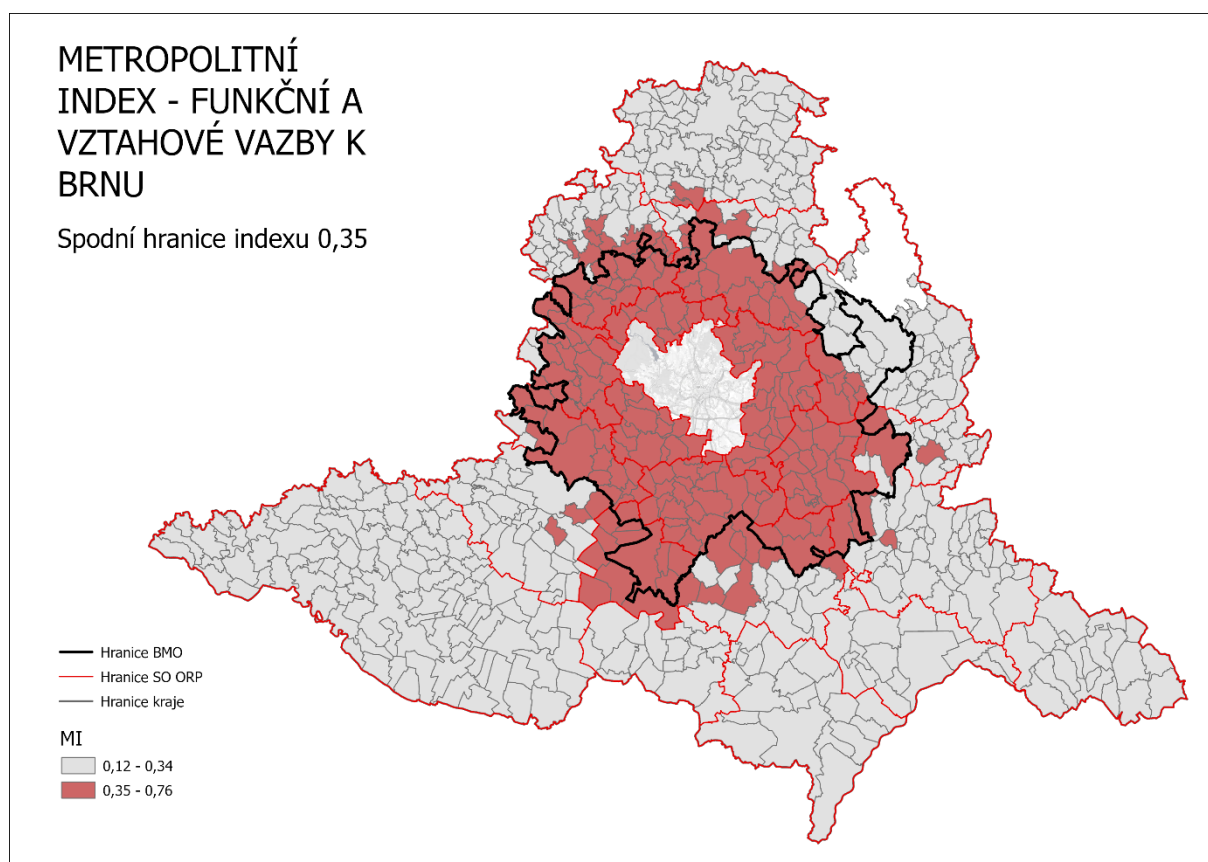 METROPOLITNÍ
INDEX - FUNKČNÍ A
VZTAHOVÉ VAZBY K
BRNU
Spodní hranice indexu 0,35
Hranice BMO
Hranice SO ORP
Hranice kraje
MI
0,12 - 0,34
0,35 - 0,76